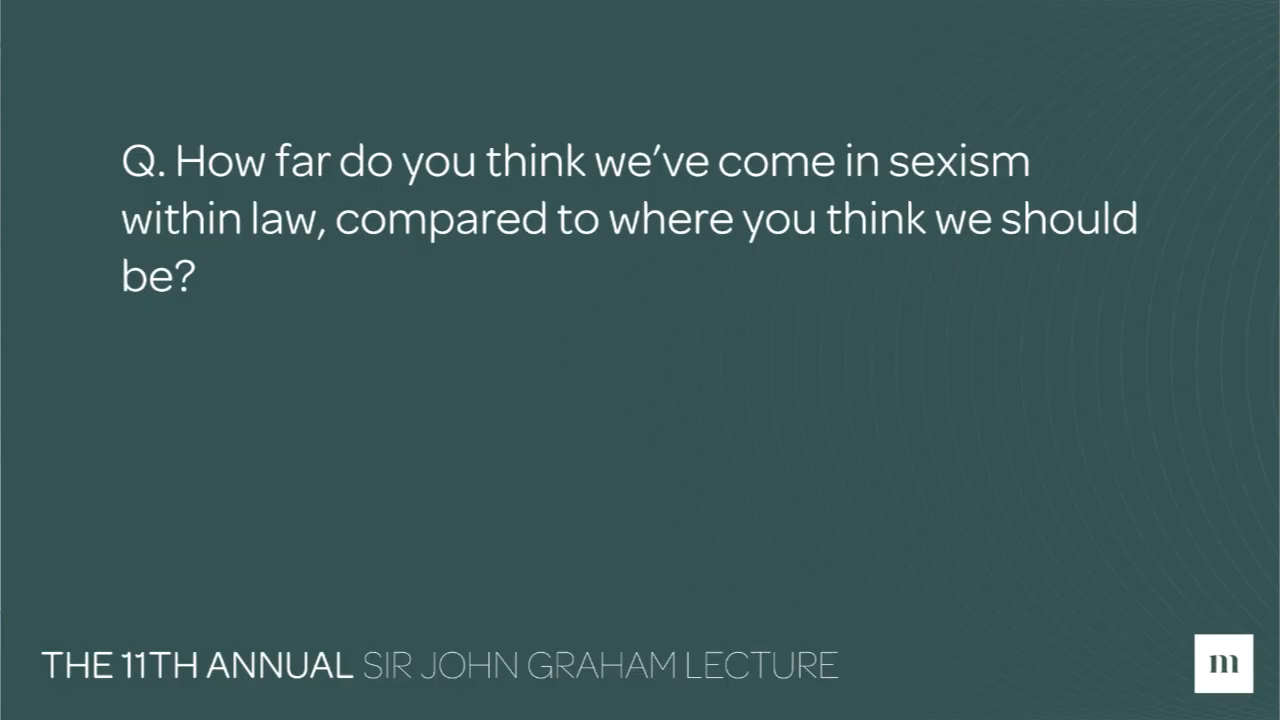 Q. How far do you think we’ve come in sexism
within law, compared to where you think we should
be?
THE 11TH ANNUAL SIR JOHN GRAHAM LECTURE
m